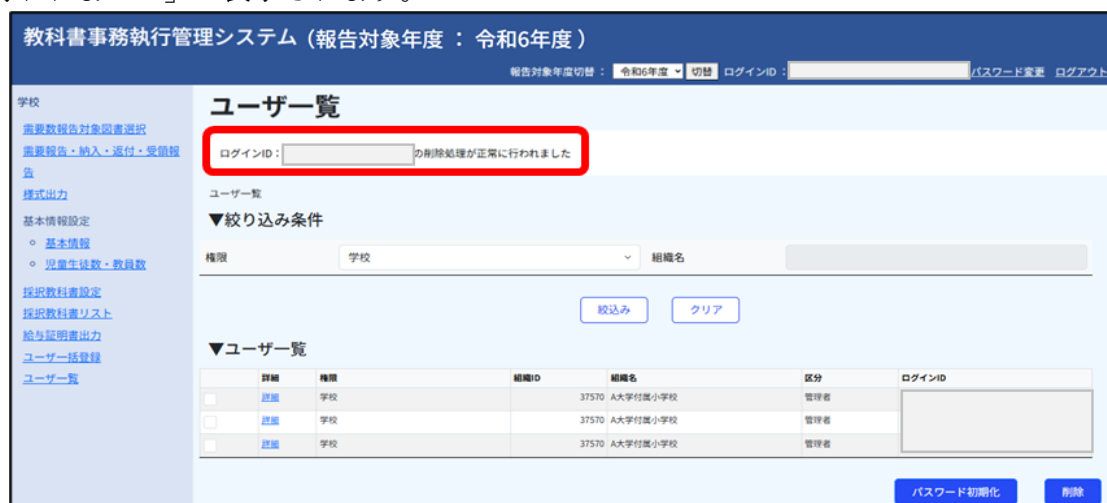 教科書事務執行管理システム（報告対象年度 ： 令和6年度 ）
報告対象年度切替 ： 令和6年度 切替 ログインID : パスワード変更 ログアウト
学校
需要数報告対象図書選択
需要報告・納入・返付・受領報
告
様式出力
基本情報設定
基本情報
児童生徒数・教員数
採択教科書設定
採択教科書リスト
給与証明書出力
ユーザー括登録
ユーザ一覧
ユーザ一覧
ログインID： の削除処理が正常に行われました
ユーザ一覧
▼絞り込み条件
権限 学校 組織名
絞込み クリア
▼ユーザ一覧
詳細 権限 組織ID 組織名 区分 ログインID
詳細 学校 37570 A大学付属小学校 管理者
詳細 学校 37570 A大学付属小学校 管理者
詳細 学校 37570 A大学付属小学校 管理者
パスワード初期化 削除